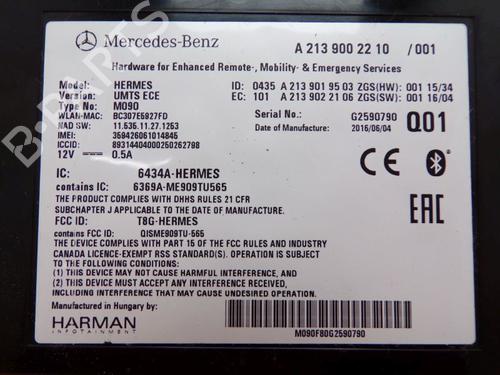 Mercedes-Benz
A 213 900 22 10 /001
Hardware for Enhanced Remote-, Mobility- & Emergency Services
Model: HERMES
Version: UMTS ECE
Type No: M090
WLAN-MAC: BC307E5927FD
NAD SW: 11.535.11.27.1253
IMEI: 359426061014845
ICCID: 89314404000250262798
12V 0.5A
ID: 0435 A 213 901 95 03 ZGS(HW): 001 15/34
EC: 101 A 213 902 21 06 ZGS(SW): 001 16/04
Serial No.: G2590790
Date of Manufacture: 2016/06/04
Q01
IC: 6434A-HERMES
contains IC: 6369A-ME909TU565
THE PRODUCT COMPLIES WITH DHHS RULES 21 CFR
SUBCHAPTER J APPLICABLE TO THE DATE OF MANUFACTURE.
FCC ID: T8G-HERMES
contains FCC ID: QISME909TU-565
THE DEVICE COMPLIES WITH PART 15 OF THE FCC RULES AND INDUSTRY
CANADA LICENCE-EXEMPT RSS STANDARD(S). OPERATION IS SUBJECT
TO THE FOLLOWING TWO CONDITIONS:
(1) THIS DEVICE MAY NOT CAUSE HARMFUL INTERFERENCE, AND
(2) THIS DEVICE MUST ACCEPT ANY INTERFERENCE RECEIVED,
INCLUDING INTERFERENCE THAT MAY CAUSE UNDESIRED OPERATION
CE
EAC
Manufactured in Hungary by:
HARMAN
INFOTAINMENT
M090F80G2590790
B-PARTS